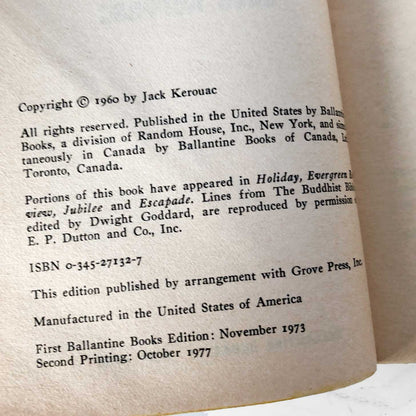 Copyright © 1960 by Jack Kerouac
All rights reserved. Published in the United States by Ballantine
Books, a division of Random House, Inc., New York, and simul
taneously in Canada by Ballantine Books of Canada,
Toronto, Canada.
Portions of this book have appeared in Holiday, Evergreen
view, Jubilee and Escapade. Lines from The Buddhist
edited by Dwight Goddard, are reproduced by permission
E. P. Dutton and Co., Inc.
ISBN 0-345-27132-7
This edition published by arrangement with Grove Press, Inc.
Manufactured in the United States of America
First Ballantine Books Edition: November 1973
Second Printing: October 1977